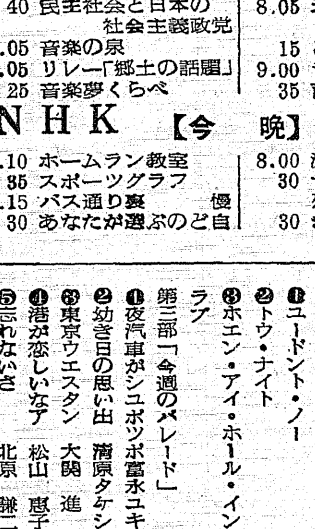 40 民主社会と日本の
社会主義政党
.05 音楽の泉
.05 リレー「郷土の話題」
25 音楽夢くらべ
8.05
15
9.00
35
NHK 【今 晩】
.10 ホームラン教室
35 スポーツグラフ
.15 バス通り裏 優
30 あなたが選ぶのど自
8.00
30
30
❶ユードント・ノー
❷トウ・ナイト
❸ホエン・アイ・ホール・イン
ラブ
第三部「今週のパレード」
❶夜汽車がシユポツポ富永ユキ
❷幼き日の思い出 清原タケシ
❸東京ウエスタン 大関 進
❹港が恋しいなア 松山 恵子
❺忘れないさ 北原 謙二